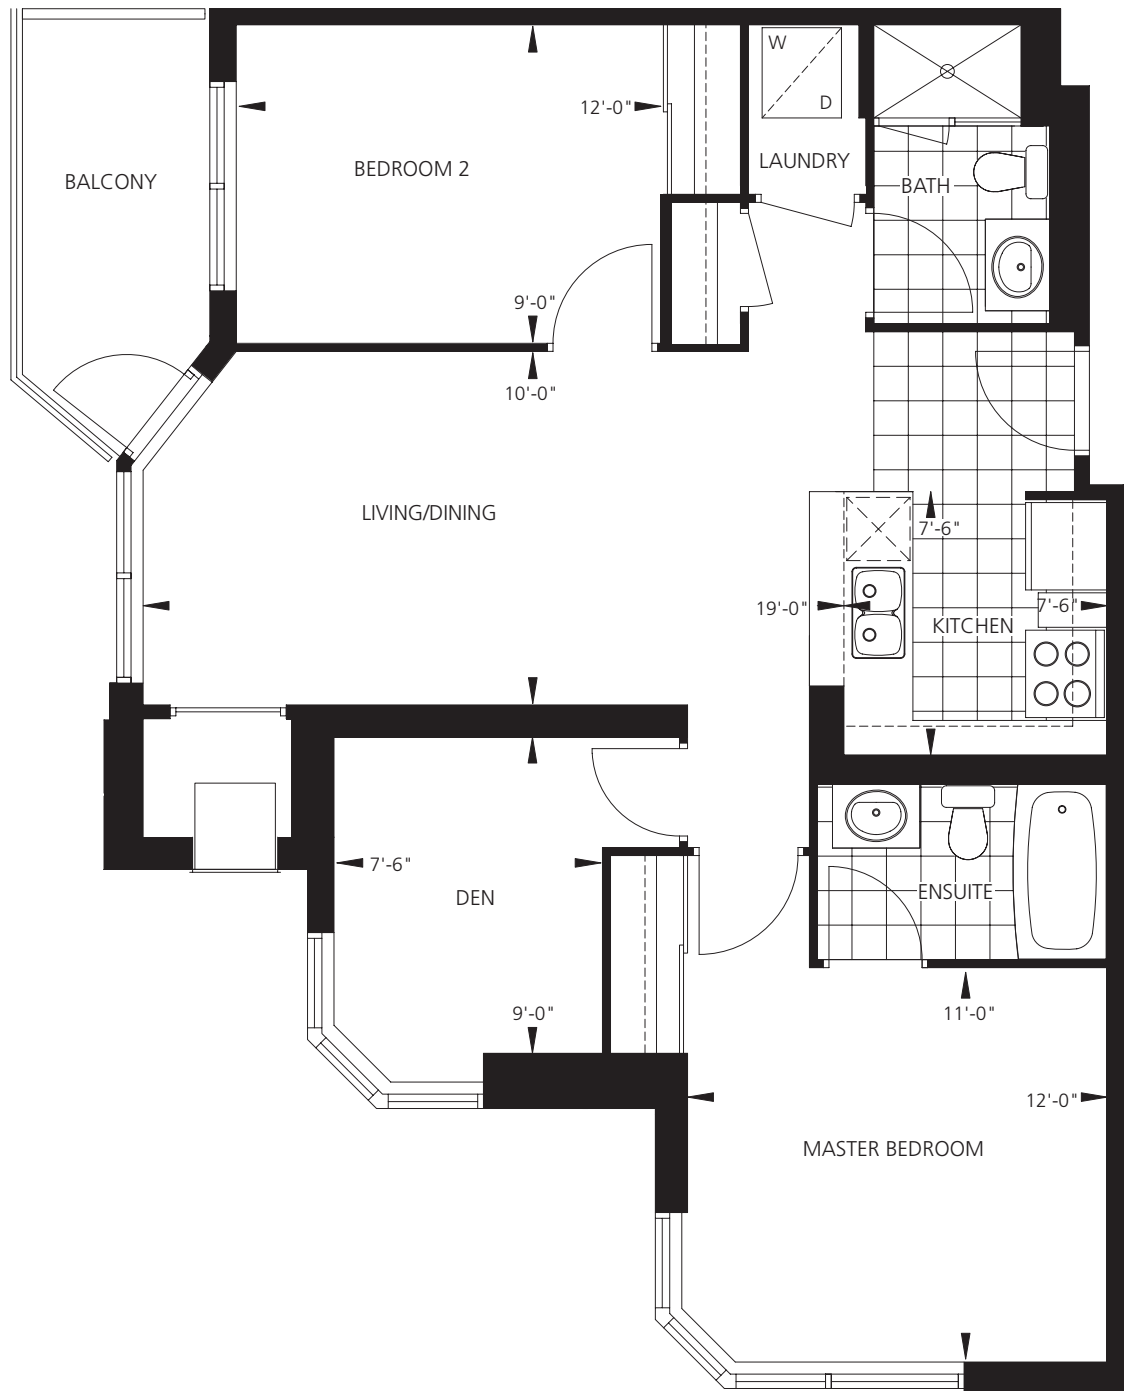 W
D
12'-0"
LAUNDRY
BEDROOM 2
BALCONY
BATH
9'-0"
10'-0"
LIVING/DINING
7'-6"
19'-0"
7'-6"
KITCHEN
7'-6"
DEN
ENSUITE
9'-0"
11'-0"
12'-0"
MASTER BEDROOM